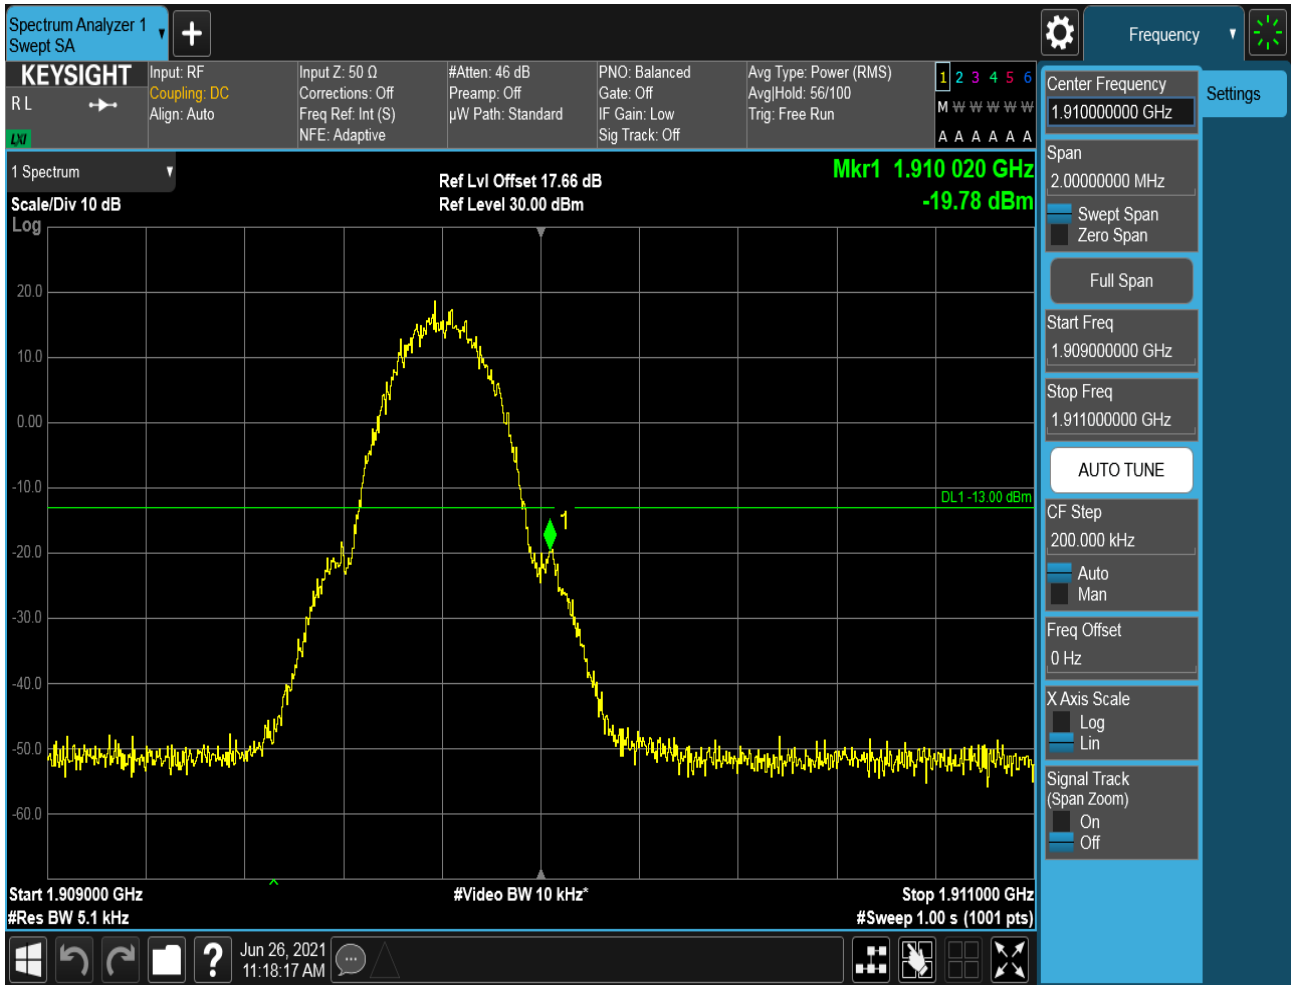 Spectrum Analyzer 1
Swept SA
Frequency
KEYSIGHT
R L
LXI
Input: RF
Coupling: DC
Align: Auto
Input Z: 50 Ω
Corrections: Off
Freq Ref: Int (S)
NFE: Adaptive
#Atten: 46 dB
Preamp: Off
µW Path: Standard
PNO: Balanced
Gate: Off
IF Gain: Low
Sig Track: Off
Avg Type: Power (RMS)
Avg|Hold: 56/100
Trig: Free Run
1 2 3 4 5 6
M W W W W W
A A A A A A
1 Spectrum
Scale/Div 10 dB
Log
Ref Lvl Offset 17.66 dB
Ref Level 30.00 dBm
Mkr1 1.910 020 GHz
-19.78 dBm
20.0
10.0
0.00
-10.0
-20.0
-30.0
-40.0
-50.0
-60.0
DL1 -13.00 dBm
1
Start 1.909000 GHz
#Res BW 5.1 kHz
#Video BW 10 kHz*
Stop 1.911000 GHz
#Sweep 1.00 s (1001 pts)
?
Jun 26, 2021
11:18:17 AM
Center Frequency
1.910000000 GHz
Settings
Span
2.00000000 MHz
Swept Span
Zero Span
Full Span
Start Freq
1.909000000 GHz
Stop Freq
1.911000000 GHz
AUTO TUNE
CF Step
200.000 kHz
Auto
Man
Freq Offset
0 Hz
X Axis Scale
Log
Lin
Signal Track
(Span Zoom)
On
Off